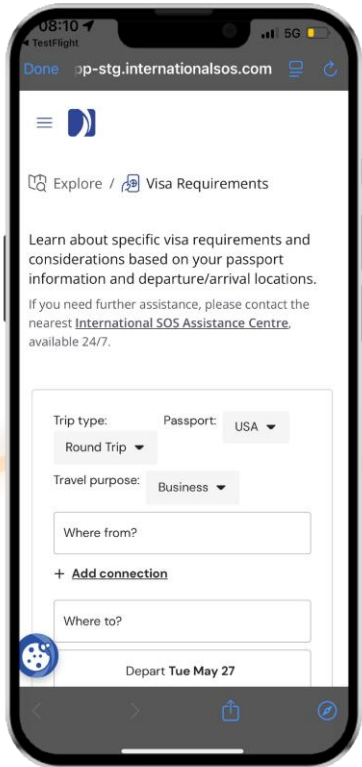 08:10
TestFlight
5G
Done pp-stg.internationalsos.com
Explore / Visa Requirements
Learn about specific visa requirements and
considerations based on your passport
information and departure/arrival locations.
If you need further assistance, please contact the
nearest International SOS Assistance Centre,
available 24/7.
Trip type: Passport: USA
Round Trip
Travel purpose: Business
Where from?
+ Add connection
Where to?
Depart Tue May 27